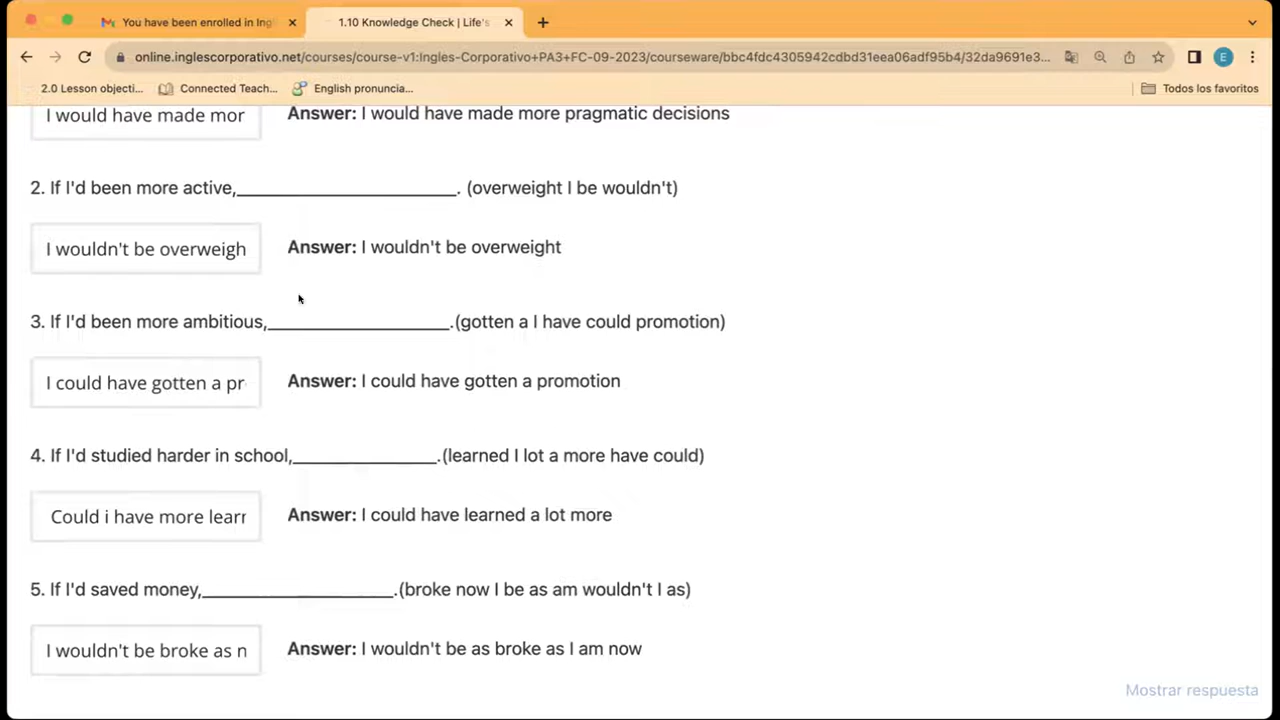 You have been enrolled in Ingl
1.10 Knowledge Check | Life's
online.inglescorporativo.net/courses/course-v1:Ingles-Corporativo+PA3+FC-09-2023/courseware/bbc4fdc4305942cdbd31eea06adf95b4/32da9691e3...
E
2.0 Lesson objecti... Connected Teach... English pronuncia... Todos los favoritos
I would have made mor Answer: I would have made more pragmatic decisions
2. If I'd been more active,______________________. (overweight I be wouldn't)
I wouldn't be overweigh Answer: I wouldn't be overweight
3. If I'd been more ambitious,__________________.(gotten a I have could promotion)
I could have gotten a pr Answer: I could have gotten a promotion
4. If I'd studied harder in school,______________.(learned I lot a more have could)
Could i have more learr Answer: I could have learned a lot more
5. If I'd saved money,___________________.(broke now I be as am wouldn't I as)
I wouldn't be broke as n Answer: I wouldn't be as broke as I am now
Mostrar respuesta